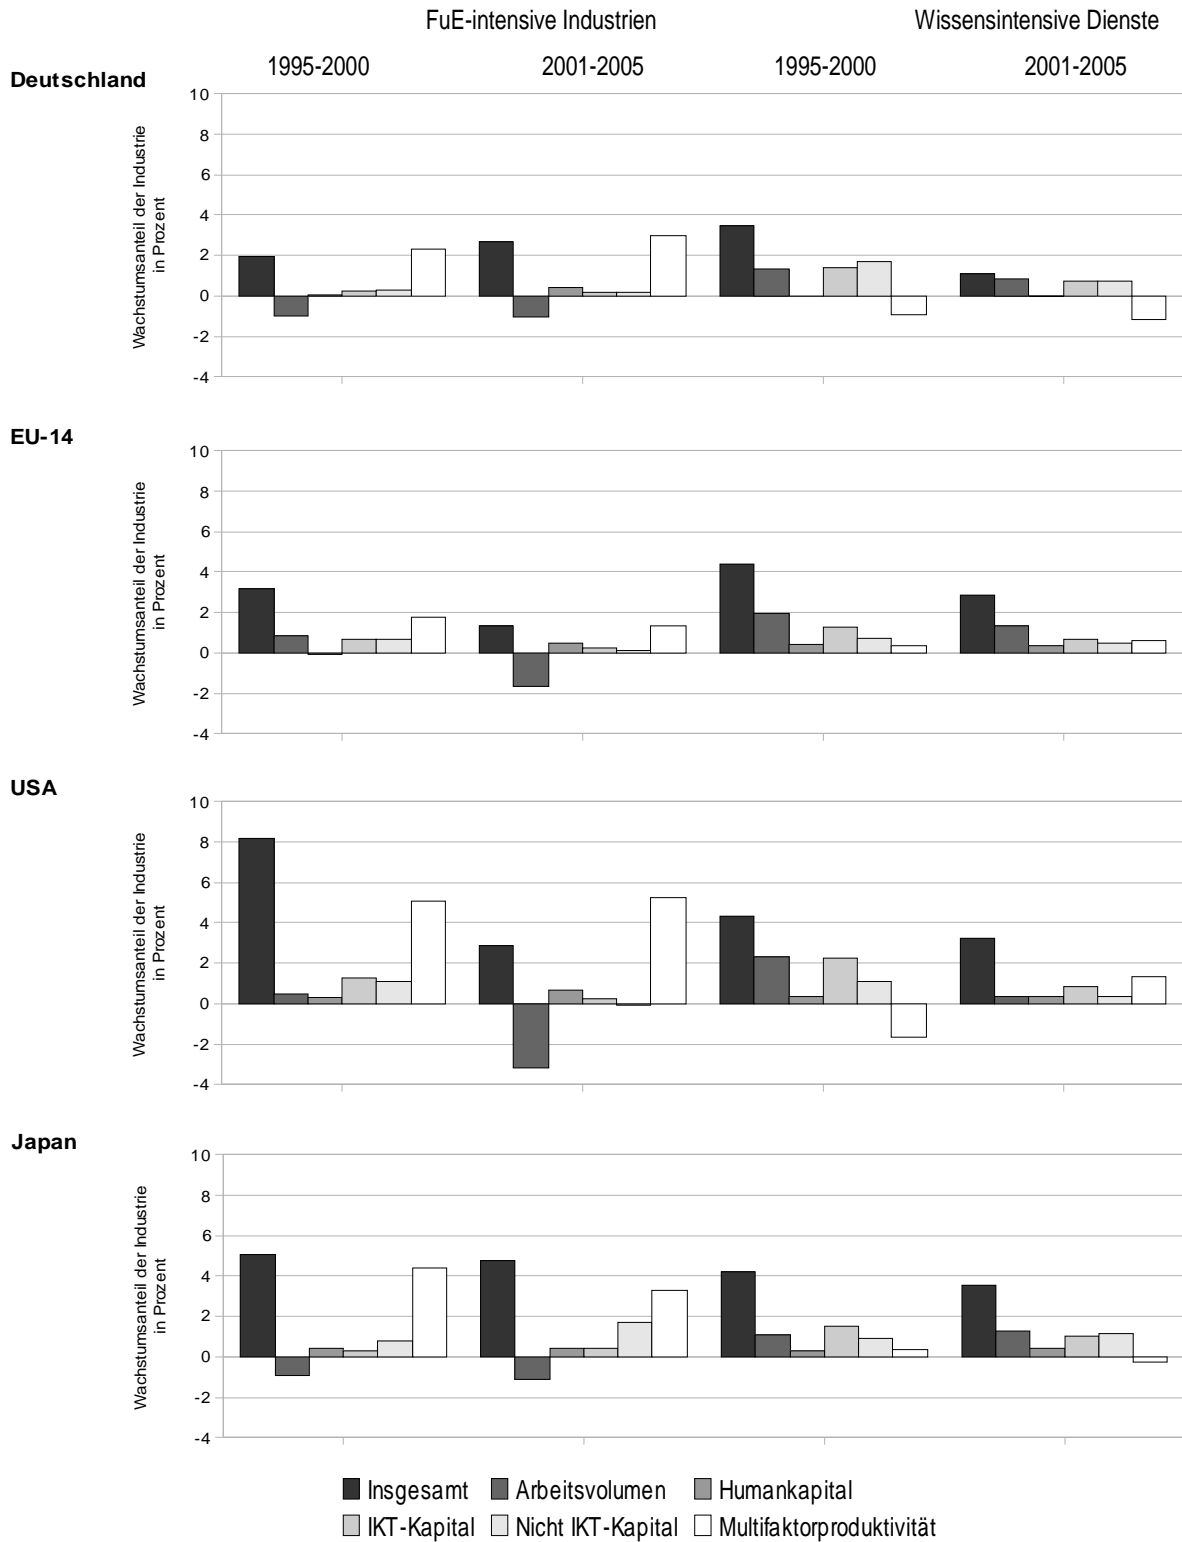 FuE-intensive Industrien Wissensintensive Dienste
1995-2000 2001-2005 1995-2000 2001-2005
Deutschland
Wachstumsanteil der Industrie
in Prozent
10
8
6
4
2
0
-2
-4
EU-14
Wachstumsanteil der Industrie
in Prozent
10
8
6
4
2
0
-2
-4
USA
Wachstumsanteil der Industrie
in Prozent
10
8
6
4
2
0
-2
-4
Japan
Wachstumsanteil der Industrie
in Prozent
10
8
6
4
2
0
-2
-4
Insgesamt Arbeitsvolumen Humankapital
IKT-Kapital Nicht IKT-Kapital Multifaktorproduktivität